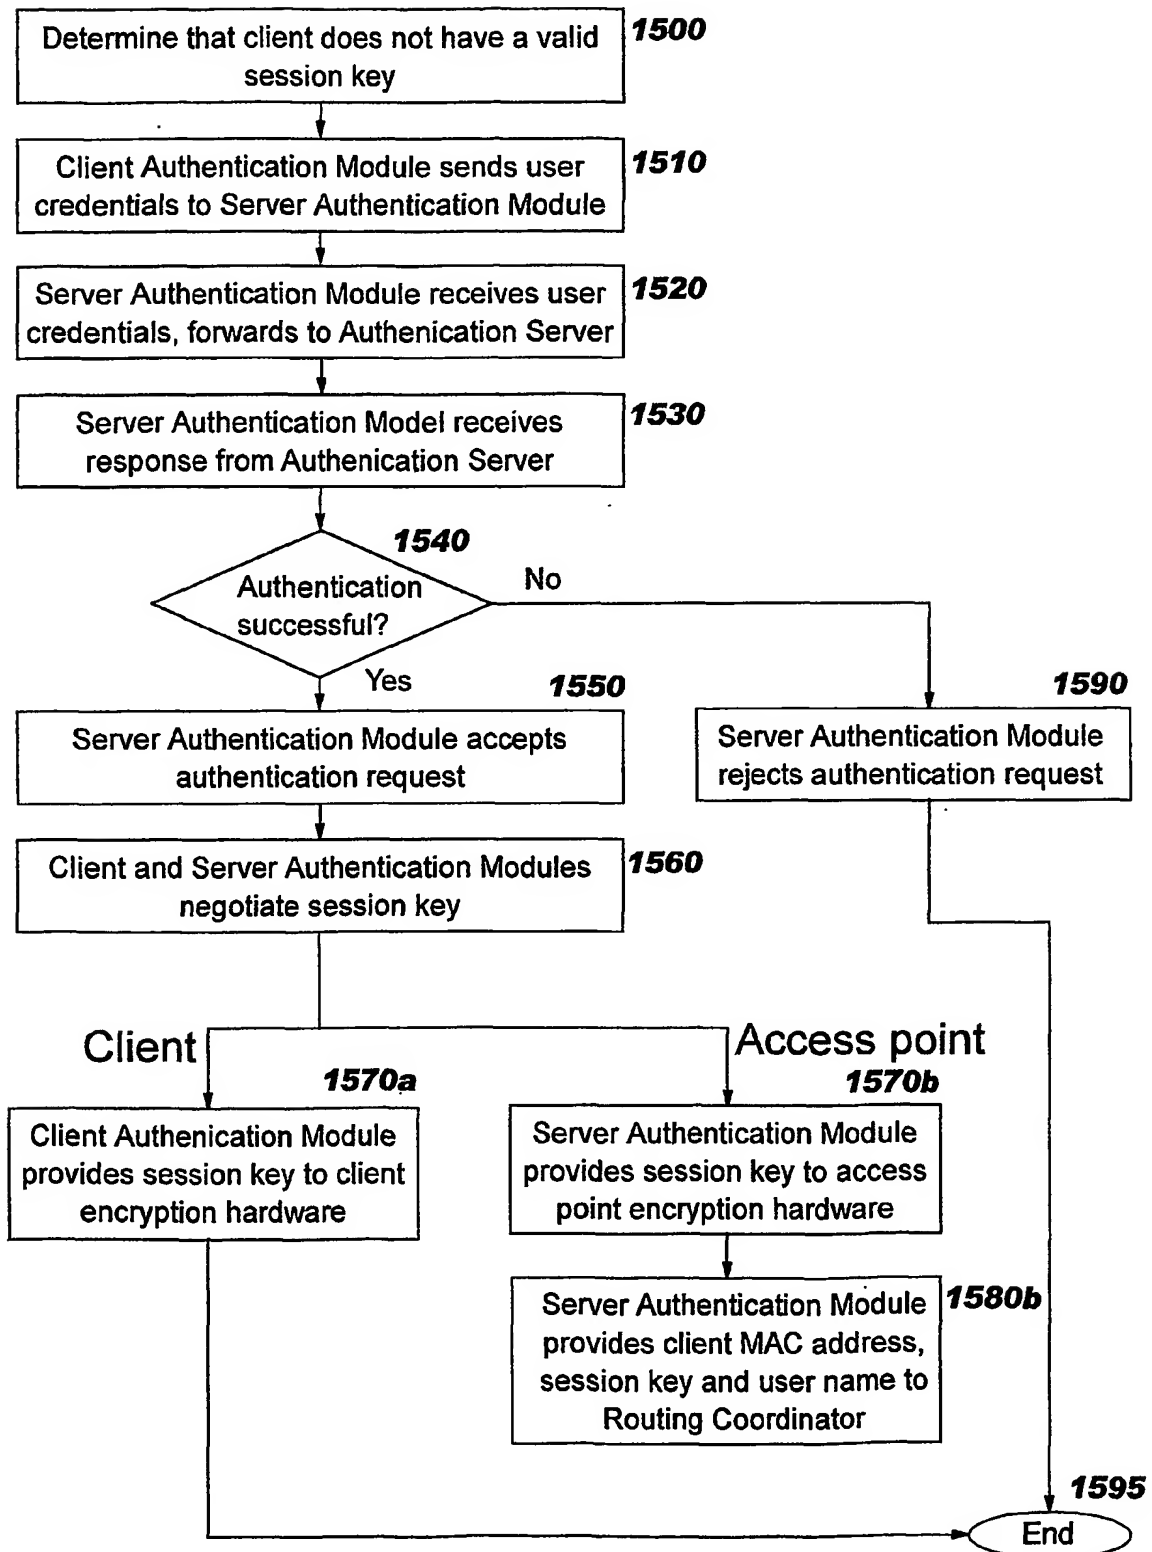 Determine that client does not have a valid
session key
1500
Client Authentication Module sends user
credentials to Server Authentication Module
1510
Server Authentication Module receives user
credentials, forwards to Authenication Server
1520
Server Authentication Model receives
response from Authenication Server
1530
1540
Authentication
successful?
No
Yes
1550
Server Authentication Module accepts
authentication request
1590
Server Authentication Module
rejects authentication request
Client and Server Authentication Modules
negotiate session key
1560
Client
1570a
Client Authenication Module
provides session key to client
encryption hardware
Access point
1570b
Server Authentication Module
provides session key to access
point encryption hardware
Server Authentication Module
provides client MAC address,
session key and user name to
Routing Coordinator
1580b
1595
End